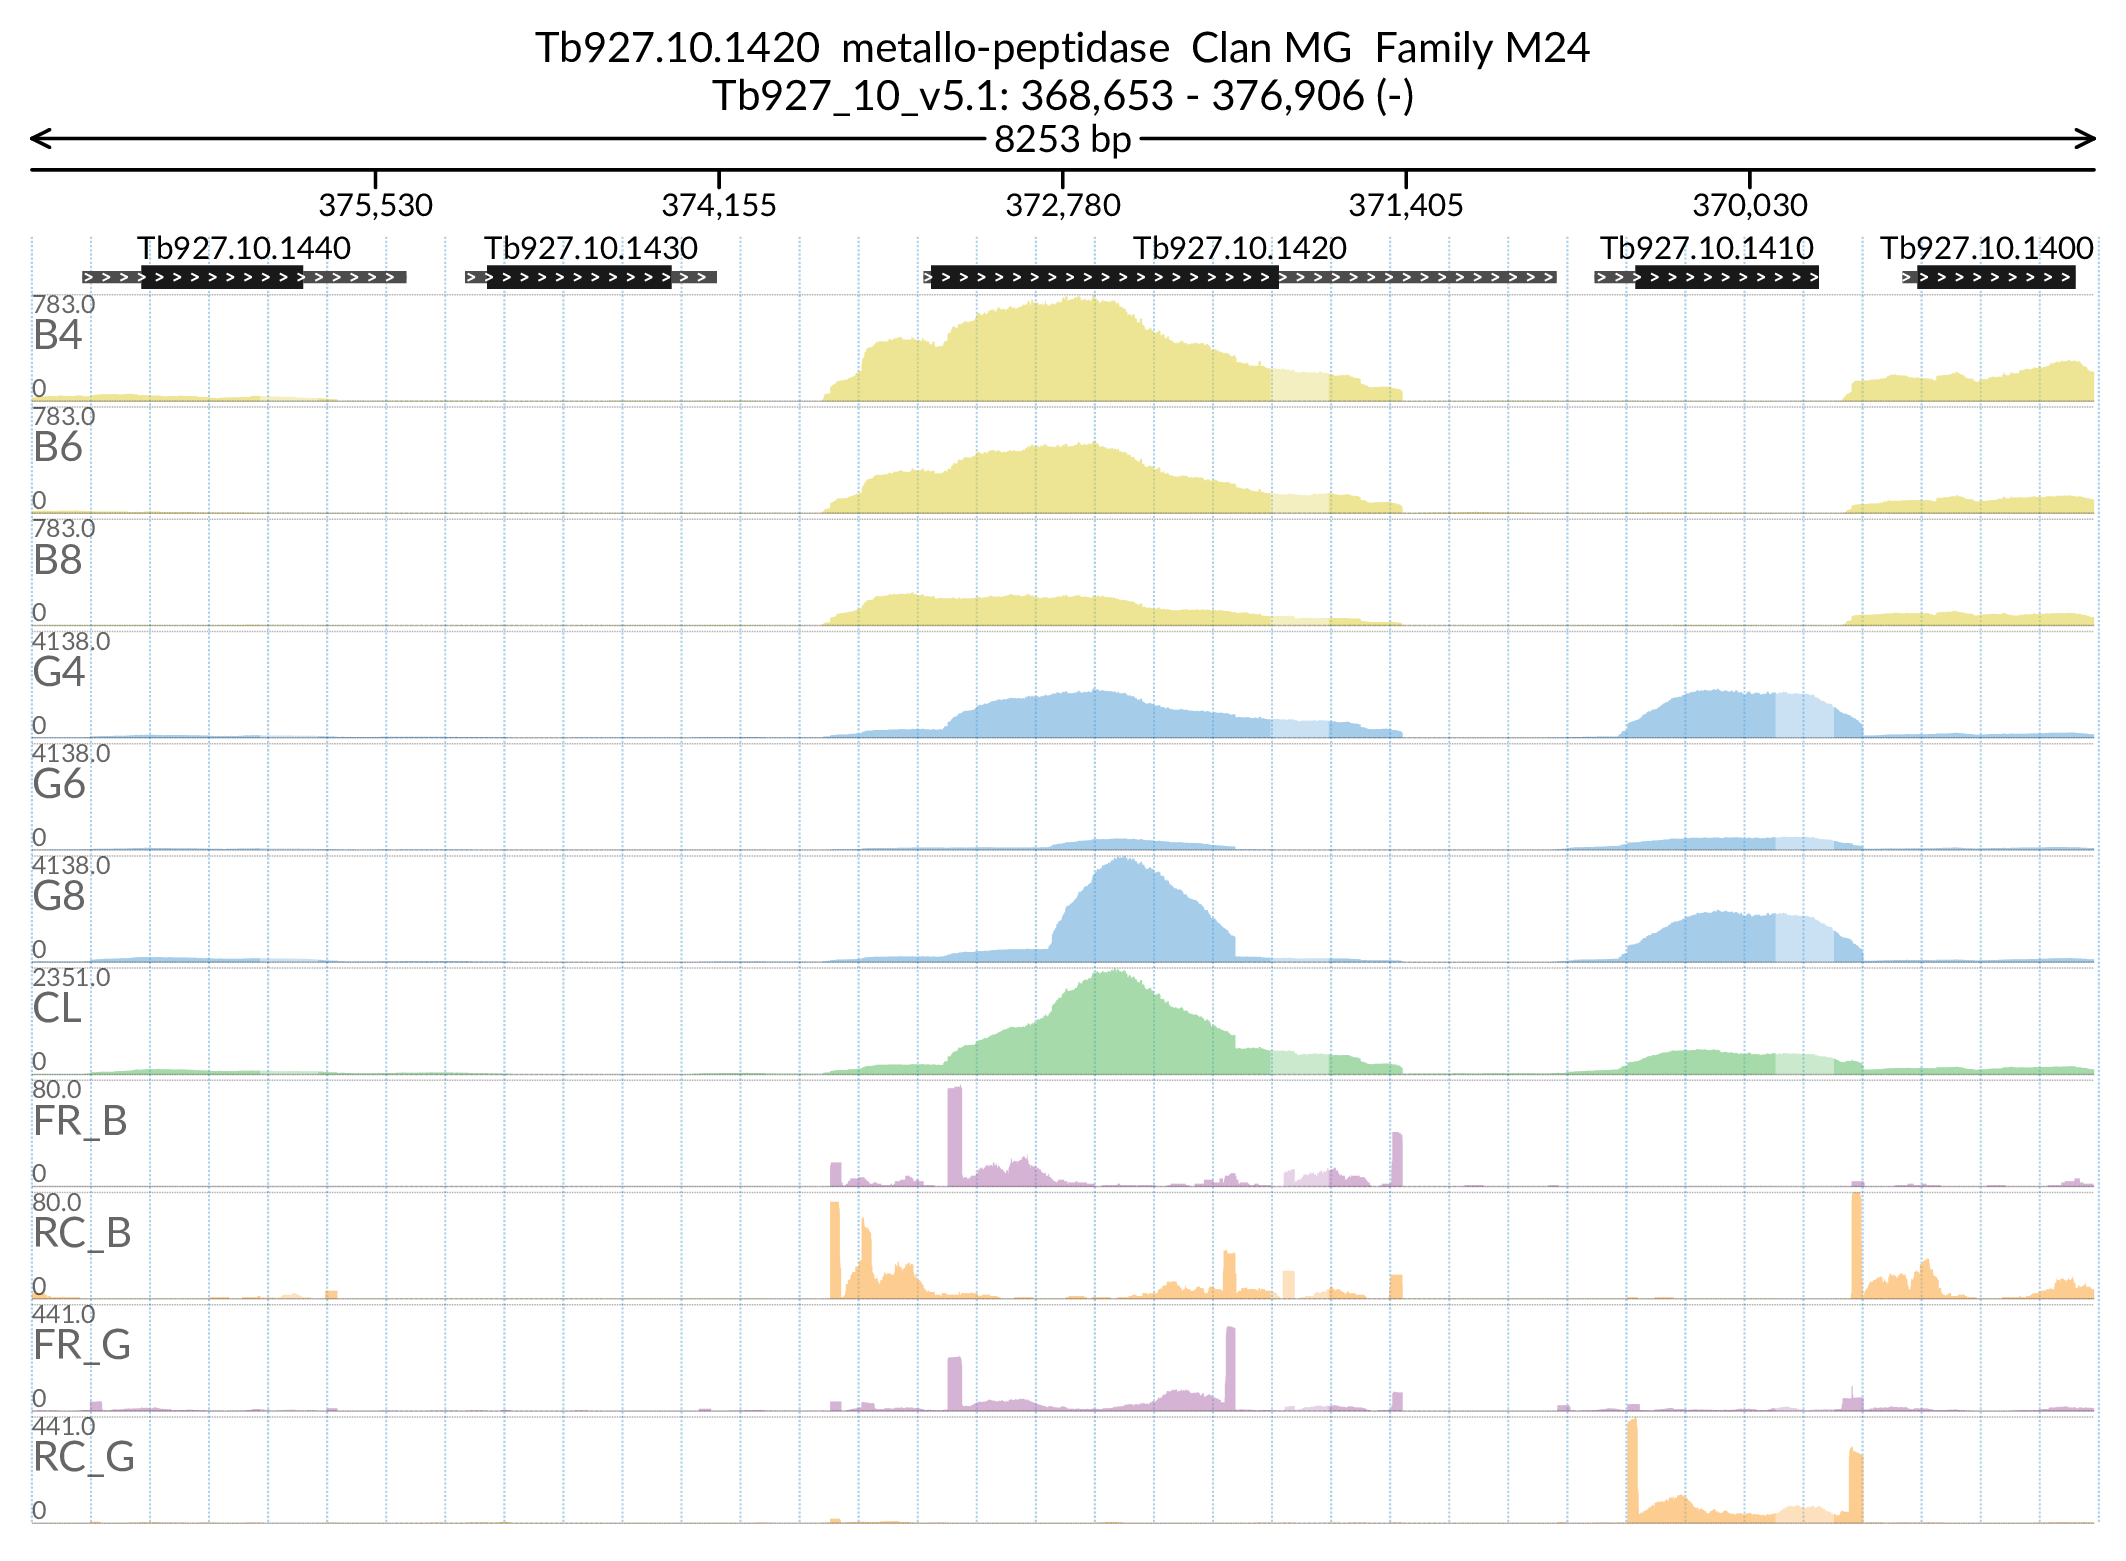 Tb927.10.1420 metallo-peptidase Clan MG Family M24
Tb927_10_v5.1: 368,653 - 376,906 (-)
8253 bp
375,530 374,155 372,780 371,405 370,030
Tb927.10.1440 Tb927.10.1430 Tb927.10.1420 Tb927.10.1410 Tb927.10.1400
783.0
B4
0
783.0
B6
0
783.0
B8
0
4138.0
G4
0
4138.0
G6
0
4138.0
G8
0
2351.0
CL
0
80.0
FR_B
0
80.0
RC_B
0
441.0
FR_G
0
441.0
RC_G
0